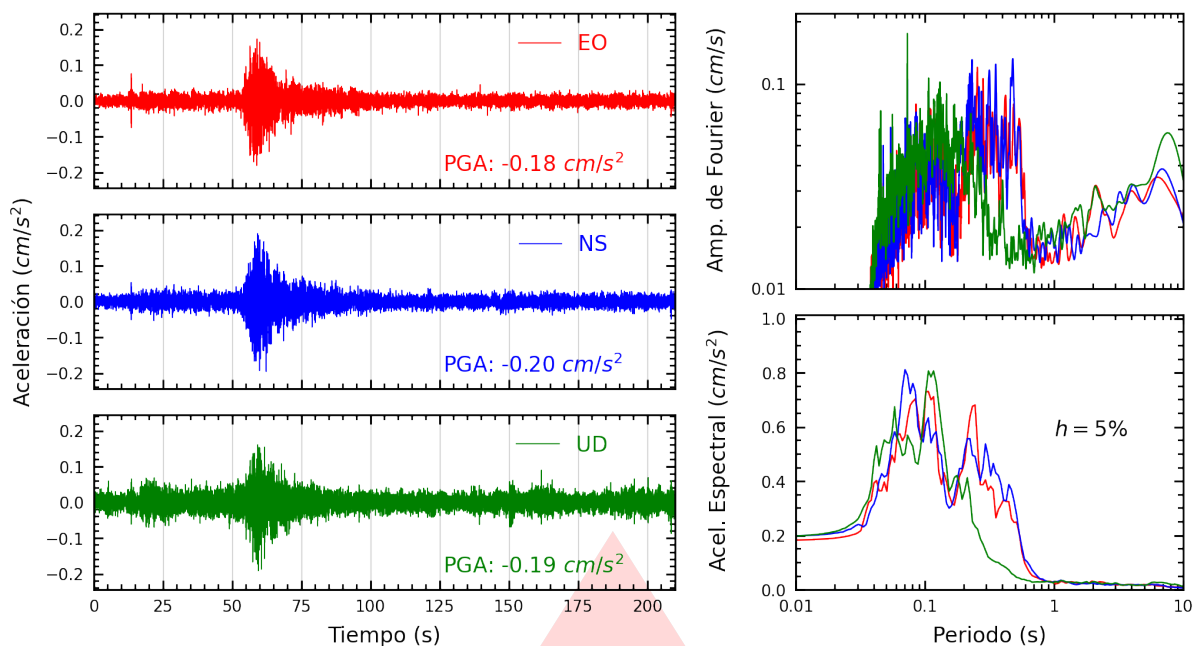 Aceleración (cm/s²)
0.2
0.1
0.0
−0.1
−0.2
EO
PGA: -0.18 cm/s²
0.2
0.1
0.0
−0.1
−0.2
NS
PGA: -0.20 cm/s²
0.2
0.1
0.0
−0.1
−0.2
UD
PGA: -0.19 cm/s²
0 25 50 75 100 125 150 175 200
Tiempo (s)
Amp. de Fourier (cm/s)
0.1
0.01
Acel. Espectral (cm/s²)
1.0
0.8
0.6
0.4
0.2
0.0
h = 5%
0.01 0.1 1 10
Periodo (s)